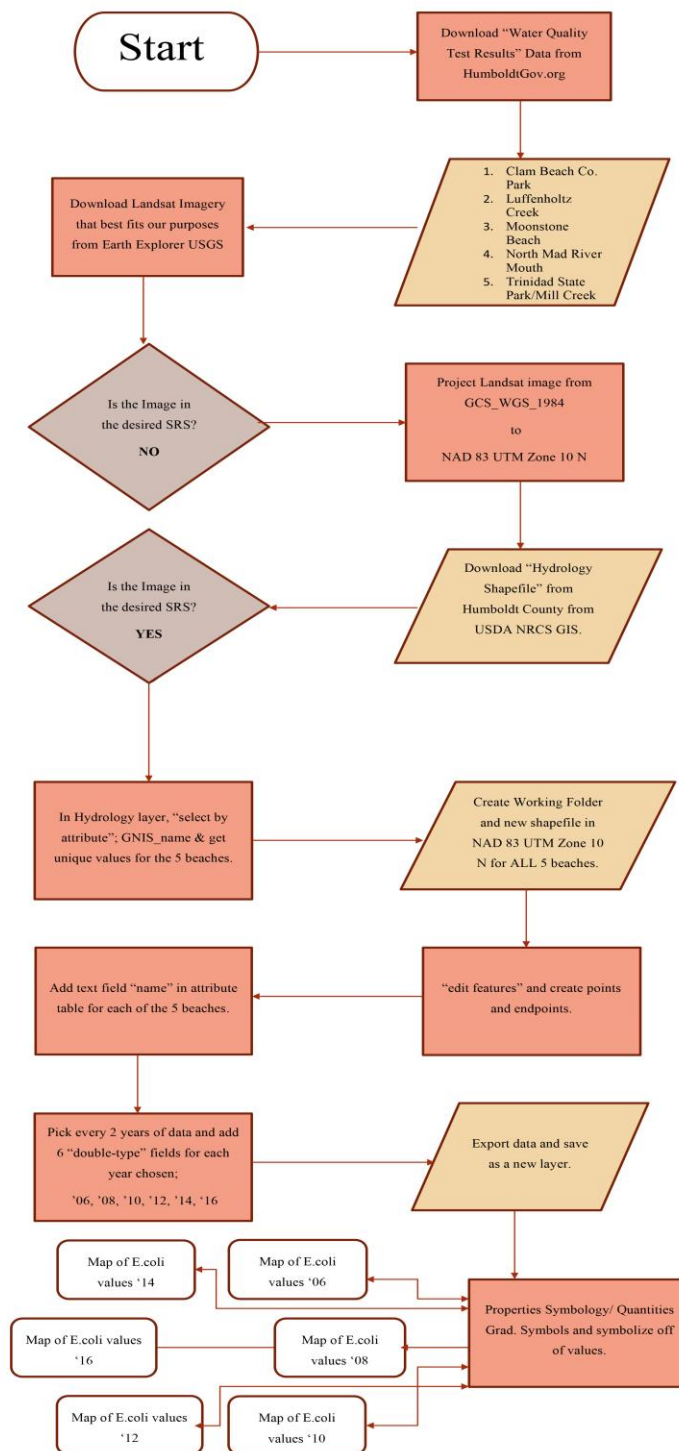 Start
Download “Water Quality
Test Results” Data from
HumboldtGov.org
1. Clam Beach Co.
Park
2. Luffenholtz
Creek
3. Moonstone
Beach
4. North Mad River
Mouth
5. Trinidad State
Park/Mill Creek
Download Landsat Imagery
that best fits our purposes
from Earth Explorer USGS
Is the Image in
the desired SRS?
NO
Project Landsat image from
GCS_WGS_1984
to
NAD 83 UTM Zone 10 N
Download “Hydrology
Shapefile” from
Humboldt County from
USDA NRCS GIS.
Is the Image in
the desired SRS?
YES
In Hydrology layer, “select by
attribute”; GNIS_name & get
unique values for the 5 beaches.
Create Working Folder
and new shapefile in
NAD 83 UTM Zone 10
N for ALL 5 beaches.
“edit features” and create points
and endpoints.
Add text field “name” in attribute
table for each of the 5 beaches.
Pick every 2 years of data and add
6 “double-type” fields for each
year chosen;
’06, ’08, ’10, ’12, ’14, ’16
Export data and save
as a new layer.
Properties Symbology/ Quantities
Grad. Symbols and symbolize off
of values.
Map of E.coli
values ‘14
Map of E.coli
values ‘06
Map of E.coli values
‘16
Map of E.coli
values ‘08
Map of E.coli values
‘12
Map of E.coli
values ‘10